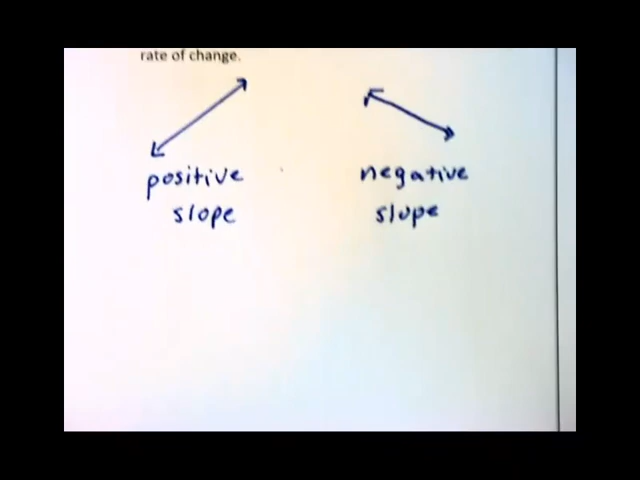 rate of change.
positive negative
slope slope